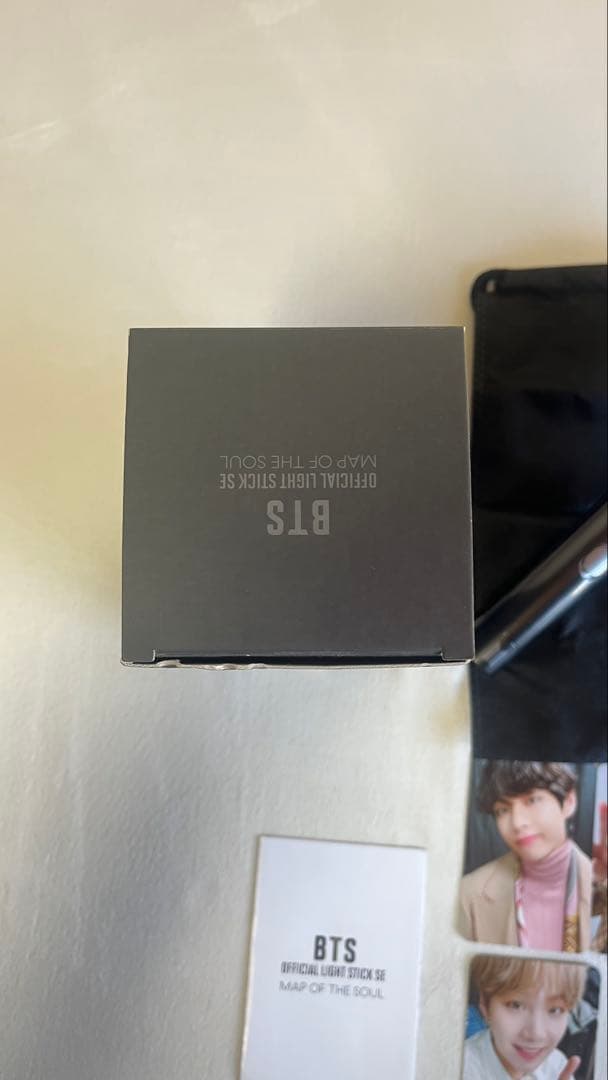 BTS
OFFICIAL LIGHT STICK SE
MAP OF THE SOUL
BTS
OFFICIAL LIGHT STICK SE
MAP OF THE SOUL